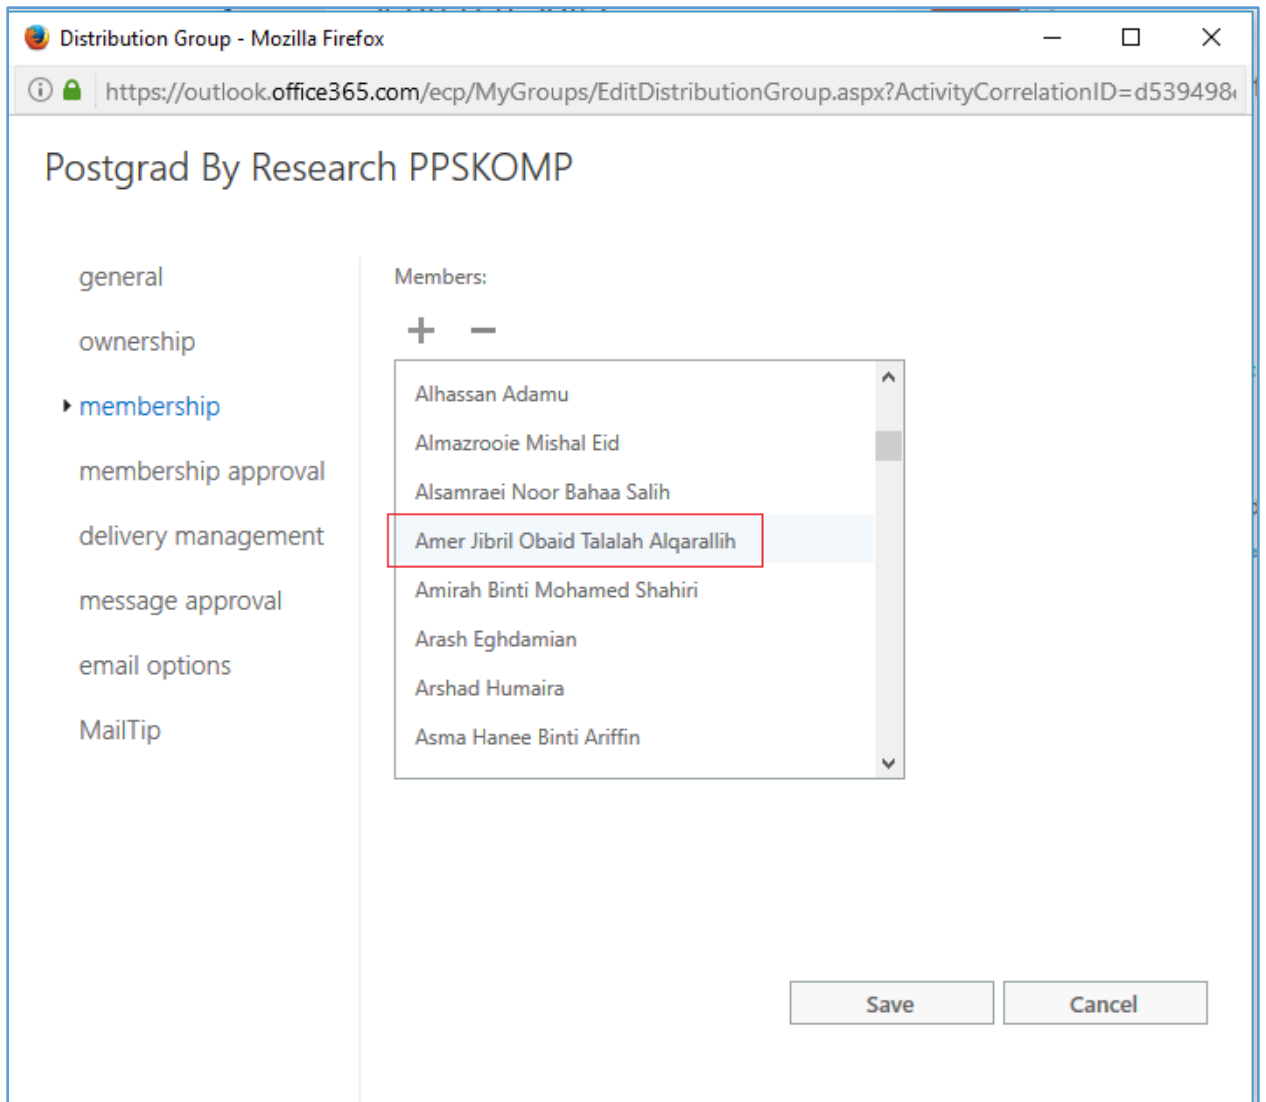 Distribution Group - Mozilla Firefox
https://outlook.office365.com/ecp/MyGroups/EditDistributionGroup.aspx?ActivityCorrelationID=d539498
Postgrad By Research PPSKOMP
general
ownership
membership
membership approval
delivery management
message approval
email options
MailTip
Members:
Alhassan Adamu
Almazrooie Mishal Eid
Alsamraei Noor Bahaa Salih
Amer Jibril Obaid Talalah Alqarallih
Amirah Binti Mohamed Shahiri
Arash Eghdamian
Arshad Humaira
Asma Hanee Binti Ariffin
Save
Cancel